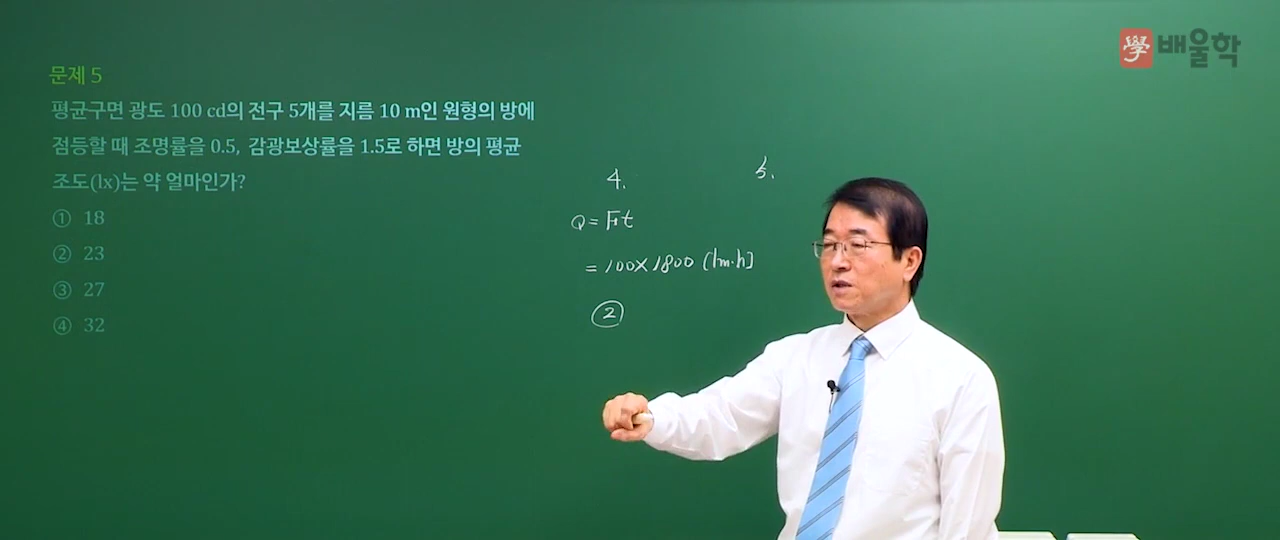 學 배울학
문제 5
평균구면 광도 100 cd의 전구 5개를 지름 10 m인 원형의 방에
점등할 때 조명률을 0.5, 감광보상률을 1.5로 하면 방의 평균
조도(lx)는 약 얼마인가?
① 18
② 23
③ 27
④ 32
4.
Q = Ft
= 100×1800 [lm·h]
②
5.